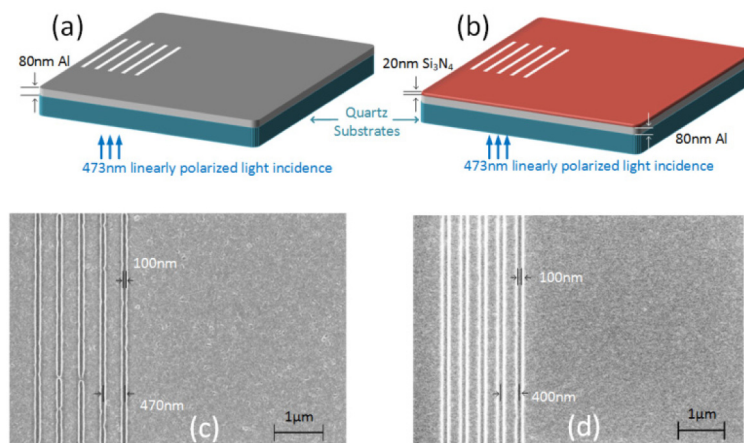 (a)
80nm Al
473nm linearly polarized light incidence
Quartz
Substrates
(b)
20nm Si₃N₄
80nm Al
473nm linearly polarized light incidence
100nm
470nm
(c)
1μm
100nm
400nm
(d)
1μm